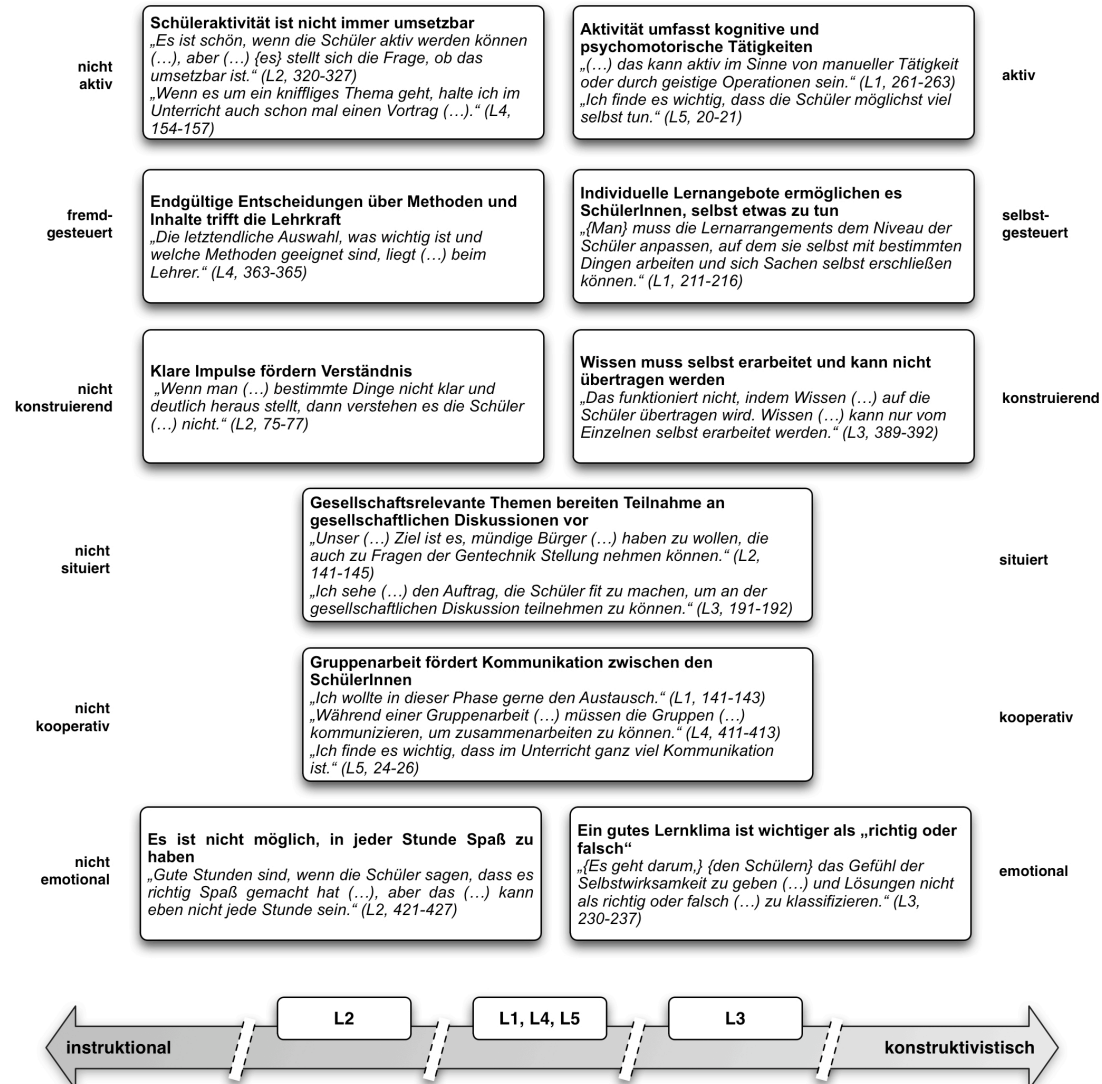 Schüleraktivität ist nicht immer umsetzbar
„Es ist schön, wenn die Schüler aktiv werden können
(…), aber (…) {es} stellt sich die Frage, ob das
umsetzbar ist.“ (L2, 320-327)
„Wenn es um ein kniffliges Thema geht, halte ich im
Unterricht auch schon mal einen Vortrag (…).“ (L4,
154-157)
nicht
aktiv
Aktivität umfasst kognitive und
psychomotorische Tätigkeiten
„(…) das kann aktiv im Sinne von manueller Tätigkeit
oder durch geistige Operationen sein.“ (L1, 261-263)
„Ich finde es wichtig, dass die Schüler möglichst viel
selbst tun.“ (L5, 20-21)
aktiv
fremd-
gesteuert
Endgültige Entscheidungen über Methoden und
Inhalte trifft die Lehrkraft
„Die letztendliche Auswahl, was wichtig ist und
welche Methoden geeignet sind, liegt (…) beim
Lehrer.“ (L4, 363-365)
Individuelle Lernangebote ermöglichen es
SchülerInnen, selbst etwas zu tun
„{Man} muss die Lernarrangements dem Niveau der
Schüler anpassen, auf dem sie selbst mit bestimmten
Dingen arbeiten und sich Sachen selbst erschließen
können.“ (L1, 211-216)
selbst-
gesteuert
nicht
konstruierend
Klare Impulse fördern Verständnis
„Wenn man (…) bestimmte Dinge nicht klar und
deutlich heraus stellt, dann verstehen es die Schüler
(…) nicht.“ (L2, 75-77)
Wissen muss selbst erarbeitet und kann nicht
übertragen werden
„Das funktioniert nicht, indem Wissen (…) auf die
Schüler übertragen wird. Wissen (…) kann nur vom
Einzelnen selbst erarbeitet werden.“ (L3, 389-392)
konstruierend
nicht
situiert
Gesellschaftsrelevante Themen bereiten Teilnahme an
gesellschaftlichen Diskussionen vor
„Unser (…) Ziel ist es, mündige Bürger (…) haben zu wollen, die
auch zu Fragen der Gentechnik Stellung nehmen können.“ (L2,
141-145)
„Ich sehe (…) den Auftrag, die Schüler fit zu machen, um an der
gesellschaftlichen Diskussion teilnehmen zu können.“ (L3, 191-192)
situiert
nicht
kooperativ
Gruppenarbeit fördert Kommunikation zwischen den
SchülerInnen
„Ich wollte in dieser Phase gerne den Austausch.“ (L1, 141-143)
„Während einer Gruppenarbeit (…) müssen die Gruppen (…)
kommunizieren, um zusammenarbeiten zu können.“ (L4, 411-413)
„Ich finde es wichtig, dass im Unterricht ganz viel Kommunikation
ist.“ (L5, 24-26)
kooperativ
nicht
emotional
Es ist nicht möglich, in jeder Stunde Spaß zu
haben
„Gute Stunden sind, wenn die Schüler sagen, dass es
richtig Spaß gemacht hat (…), aber das (…) kann
eben nicht jede Stunde sein.“ (L2, 421-427)
Ein gutes Lernklima ist wichtiger als „richtig oder
falsch“
„{Es geht darum,} {den Schülern} das Gefühl der
Selbstwirksamkeit zu geben (…) und Lösungen nicht
als richtig oder falsch (…) zu klassifizieren.“ (L3,
230-237)
emotional
instruktional
L2
L1, L4, L5
L3
konstruktivistisch